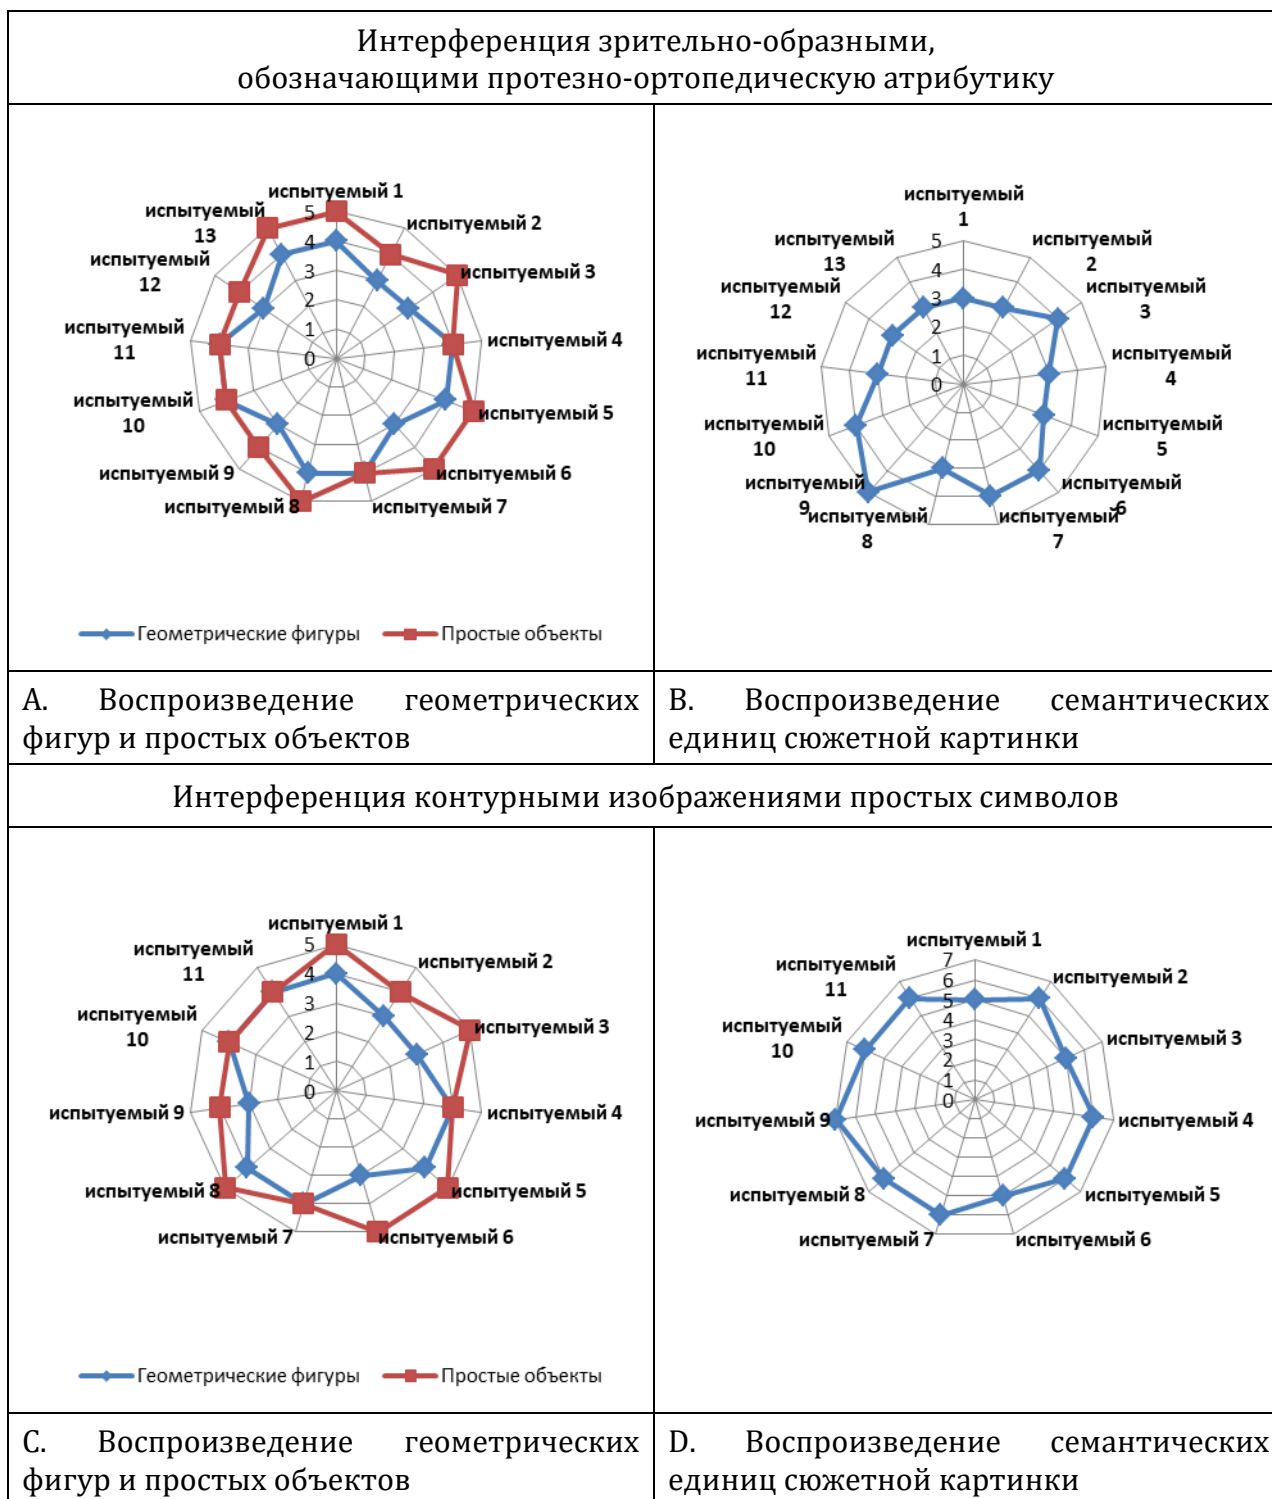 Интерференция зрительно-образными,
обозначающими протезно-ортопедическую атрибутику
испытуемый 1
испытуемый 2
испытуемый 3
испытуемый 4
испытуемый 5
испытуемый 6
испытуемый 7
испытуемый 8
испытуемый 9
испытуемый
10
испытуемый
11
испытуемый
12
испытуемый
13
5
4
3
2
1
0
Геометрические фигуры
Простые объекты
испытуемый
1
испытуемый
2
испытуемый
3
испытуемый
4
испытуемый
5
испытуемый
6
испытуемый
7
испытуемый
8
испытуемый
9
испытуемый
10
испытуемый
11
испытуемый
12
испытуемый
13
5
4
3
2
1
0
A. Воспроизведение геометрических
фигур и простых объектов
B. Воспроизведение семантических
единиц сюжетной картинки
Интерференция контурными изображениями простых символов
испытуемый 1
испытуемый 2
испытуемый 3
испытуемый 4
испытуемый 5
испытуемый 6
испытуемый 7
испытуемый 8
испытуемый 9
испытуемый
10
испытуемый
11
5
4
3
2
1
0
Геометрические фигуры
Простые объекты
испытуемый 1
испытуемый 2
испытуемый 3
испытуемый 4
испытуемый 5
испытуемый 6
испытуемый 7
испытуемый 8
испытуемый 9
испытуемый
10
испытуемый
11
7
6
5
4
3
2
1
0
C. Воспроизведение геометрических
фигур и простых объектов
D. Воспроизведение семантических
единиц сюжетной картинки